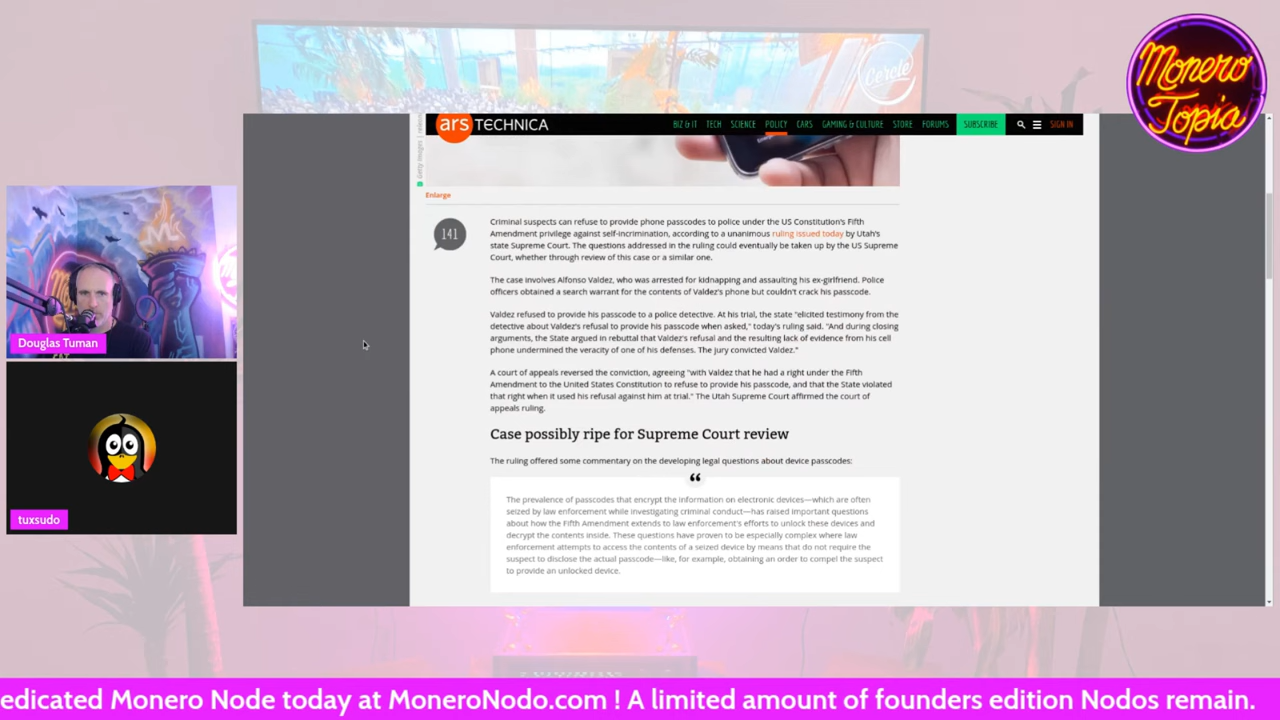 Cercle
Monero
Topia
ars TECHNICA
BIZ & IT TECH SCIENCE POLICY CARS GAMING & CULTURE STORE FORUMS SUBSCRIBE SIGN IN
Enlarge
141
Criminal suspects can refuse to provide phone passcodes to police under the US Constitution's Fifth
Amendment privilege against self-incrimination, according to a unanimous ruling issued today by Utah's
state Supreme Court. The questions addressed in the ruling could eventually be taken up by the US Supreme
Court, whether through review of this case or a similar one.
The case involves Alfonso Valdez, who was arrested for kidnapping and assaulting his ex-girlfriend. Police
officers obtained a search warrant for the contents of Valdez's phone but couldn't crack his passcode.
Valdez refused to provide his passcode to a police detective. At his trial, the state "elicited testimony from the
detective about Valdez's refusal to provide his passcode when asked," today's ruling said. "And during closing
arguments, the State argued in rebuttal that Valdez's refusal and the resulting lack of evidence from his cell
phone undermined the veracity of one of his defenses. The jury convicted Valdez."
A court of appeals reversed the conviction, agreeing "with Valdez that he had a right under the Fifth
Amendment to the United States Constitution to refuse to provide his passcode, and that the State violated
that right when it used his refusal against him at trial." The Utah Supreme Court affirmed the court of
appeals ruling.
Case possibly ripe for Supreme Court review
The ruling offered some commentary on the developing legal questions about device passcodes:
“
The prevalence of passcodes that encrypt the information on electronic devices—which are often
seized by law enforcement while investigating criminal conduct—has raised important questions
about how the Fifth Amendment extends to law enforcement's efforts to unlock these devices and
decrypt the contents inside. These questions have proven to be especially complex where law
enforcement attempts to access the contents of a seized device by means that do not require the
suspect to disclose the actual passcode—like, for example, obtaining an order to compel the suspect
to provide an unlocked device.
Douglas Tuman
tuxsudo
edicated Monero Node today at MoneroNodo.com ! A limited amount of founders edition Nodos remain.